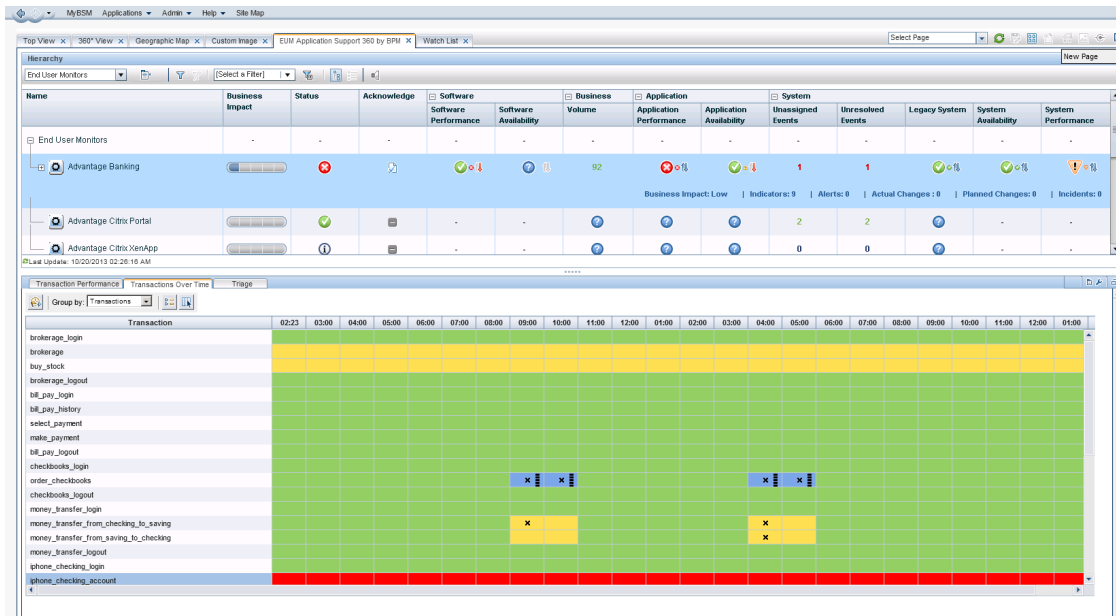 MyBSM Applications Admin Help Site Map
Top View 360° View Geographic Map Custom Image EUM Application Support 360 by BPM Watch List Select Page
New Page
Hierarchy
End User Monitors [Select a Filter]
Name Business Impact Status Acknowledge Software Business Application System
Software Performance Software Availability Volume Application Performance Application Availability Unassigned Events Unresolved Events Legacy System System Availability System Performance
End User Monitors - - - - - - - - - - - - -
Advantage Banking 92 1 1
Business Impact: Low | Indicators: 9 | Alerts: 0 | Actual Changes : 0 | Planned Changes: 0 | Incidents: 0
Advantage Citrix Portal - - 2 2 - -
Advantage Citrix XenApp - - 0 0 - -
Last Update: 10/20/2013 02:26:16 AM
Transaction Performance Transactions Over Time Triage
Group by: Transactions
Transaction 02:23 03:00 04:00 05:00 06:00 07:00 08:00 09:00 10:00 11:00 12:00 01:00 02:00 03:00 04:00 05:00 06:00 07:00 08:00 09:00 10:00 11:00 12:00 01:00
brokerage_login
brokerage
buy_stock
brokerage_logout
bill_pay_login
bill_pay_history
select_payment
make_payment
bill_pay_logout
checkbooks_login
order_checkbooks
checkbooks_logout
money_transfer_login
money_transfer_from_checking_to_saving
money_transfer_from_saving_to_checking
money_transfer_logout
iphone_checking_login
iphone_checking_account